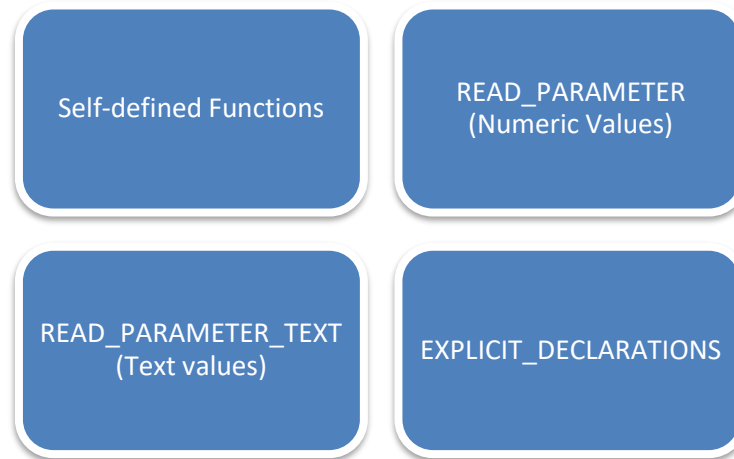 Self-defined Functions
READ_PARAMETER
(Numeric Values)
READ_PARAMETER_TEXT
(Text values)
EXPLICIT_DECLARATIONS